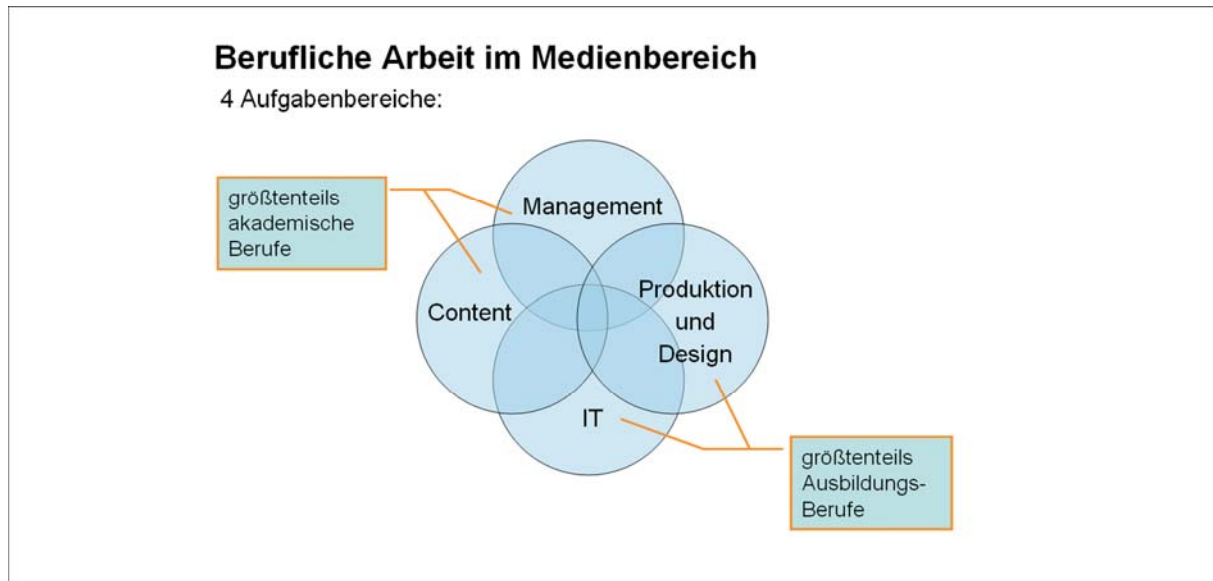 Berufliche Arbeit im Medienbereich
4 Aufgabenbereiche:
größtenteils
akademische
Berufe
Management
Content
Produktion
und
Design
IT
größtenteils
Ausbildungs-
Berufe